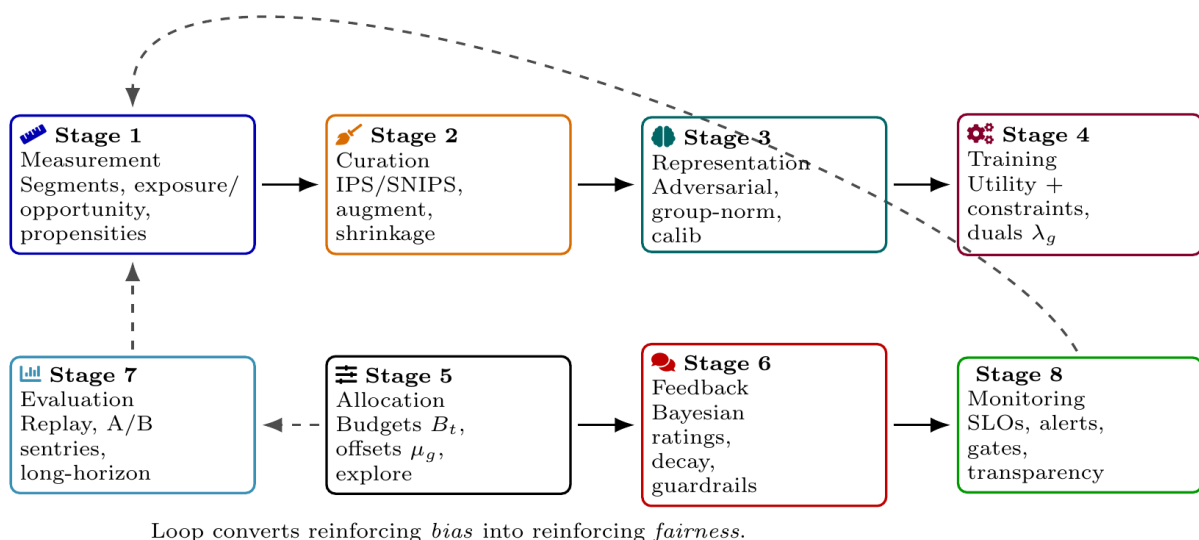 Stage 1
Measurement
Segments, exposure/
opportunity,
propensities
Stage 2
Curation
IPS/SNIPS,
augment,
shrinkage
Stage 3
Representation
Adversarial,
group-norm,
calib
Stage 4
Training
Utility +
constraints,
duals λ_g
Stage 7
Evaluation
Replay, A/B
sentries,
long-horizon
Stage 5
Allocation
Budgets B_t,
offsets μ_g,
explore
Stage 6
Feedback
Bayesian
ratings,
decay,
guardrails
Stage 8
Monitoring
SLOs, alerts,
gates,
transparency
Loop converts reinforcing bias into reinforcing fairness.